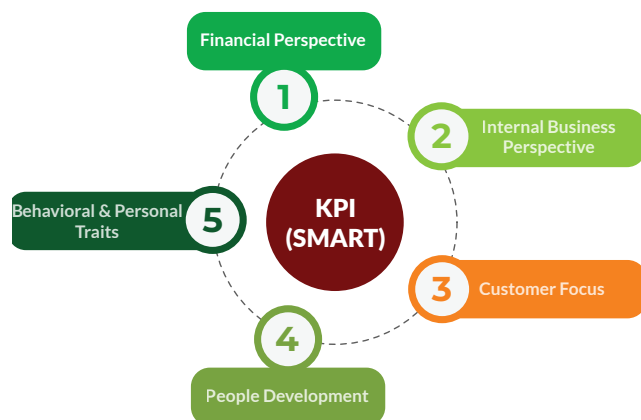 Financial Perspective
1
2
Internal Business
Perspective
Behavioral & Personal
Traits
5
KPI
(SMART)
3
Customer Focus
4
People Development